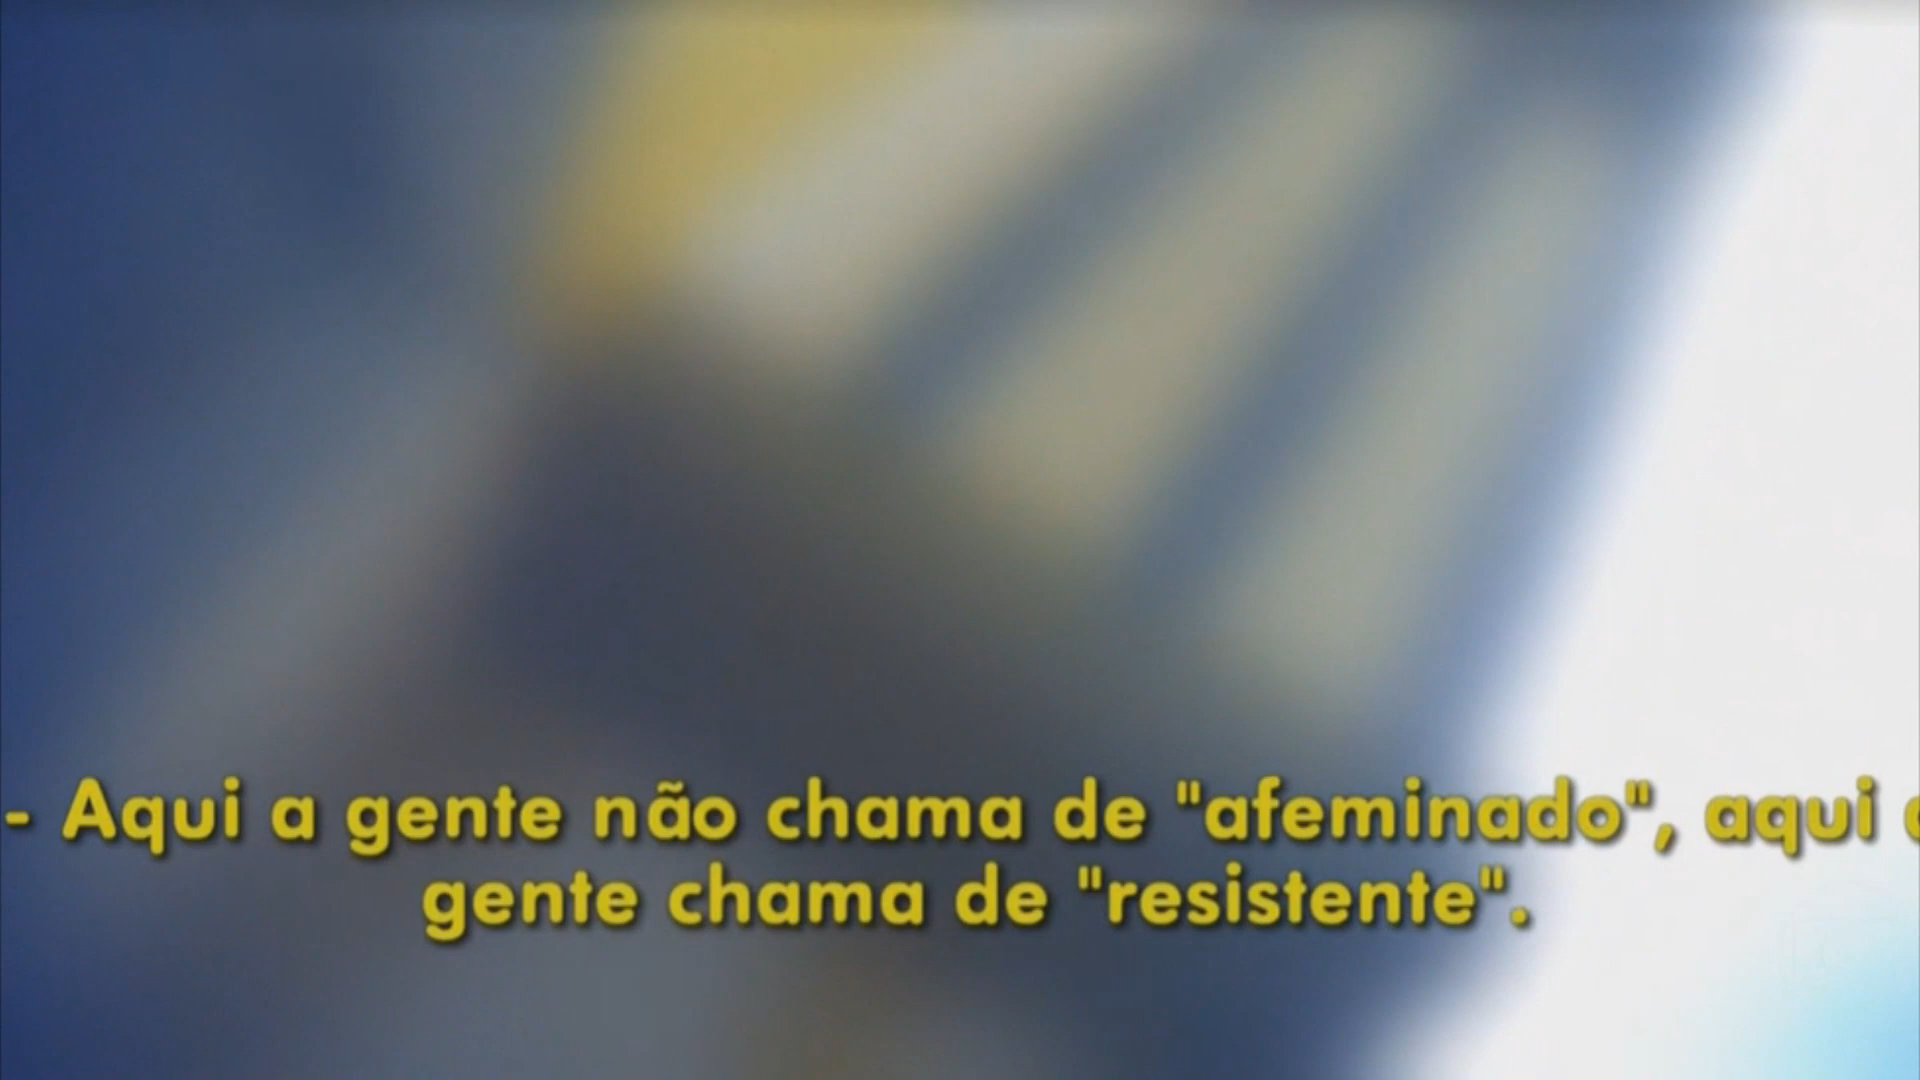 - Aqui a gente não chama de "afeminado", aqui a
gente chama de "resistente".